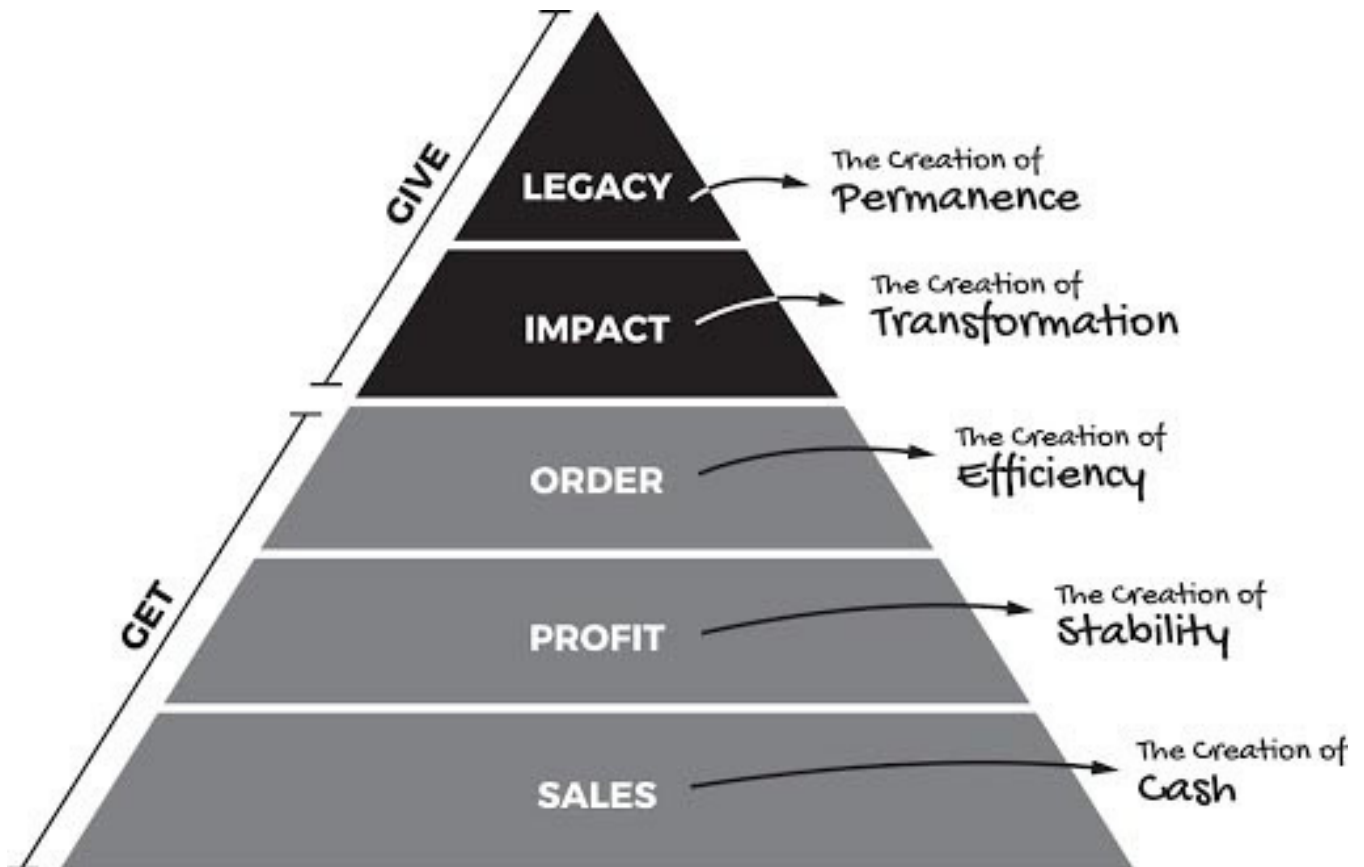 GIVE
LEGACY
The Creation of
Permanence
IMPACT
The Creation of
Transformation
GET
ORDER
The Creation of
Efficiency
PROFIT
The Creation of
Stability
SALES
The Creation of
Cash